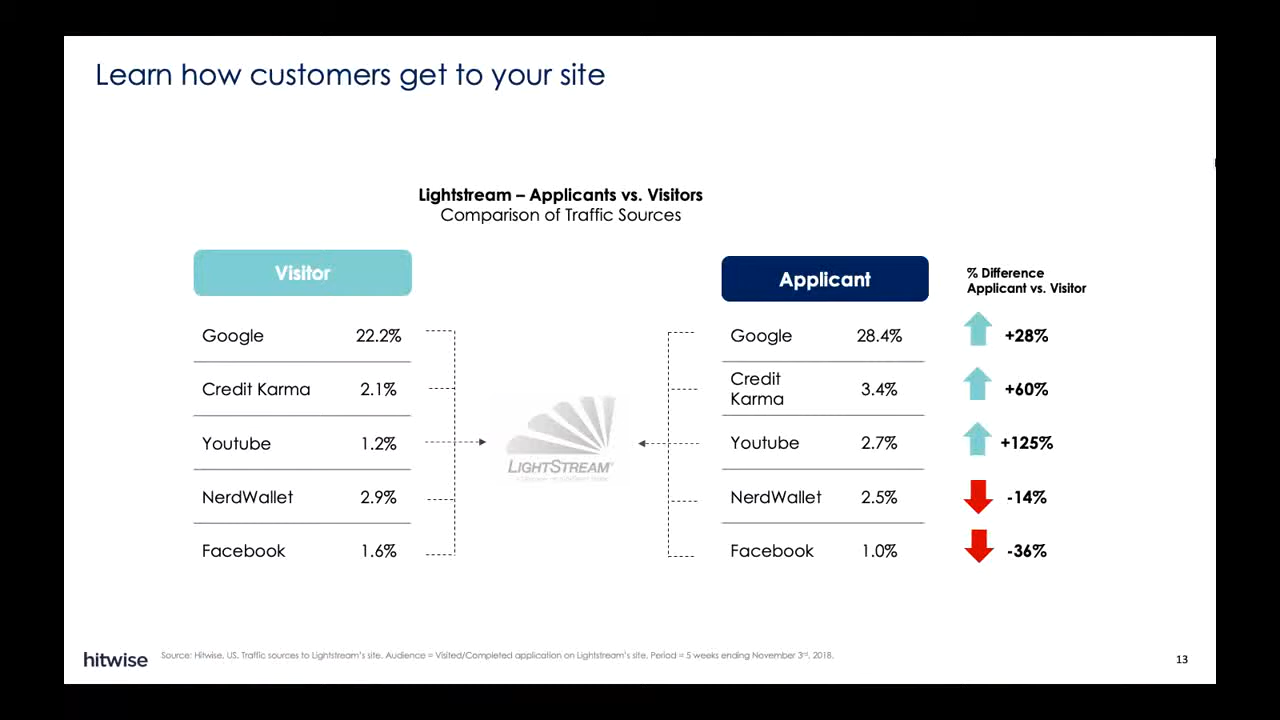 Learn how customers get to your site
Lightstream – Applicants vs. Visitors
Comparison of Traffic Sources
Visitor
Google 22.2%
Credit Karma 2.1%
Youtube 1.2%
NerdWallet 2.9%
Facebook 1.6%
LIGHTSTREAM
Applicant
% Difference
Applicant vs. Visitor
Google 28.4% +28%
Credit
Karma 3.4% +60%
Youtube 2.7% +125%
NerdWallet 2.5% -14%
Facebook 1.0% -36%
hitwise
Source: Hitwise, US. Traffic sources to Lightstream's site. Audience = Visited/Completed application on Lightstream's site. Period = 5 weeks ending November 3rd, 2018.
13